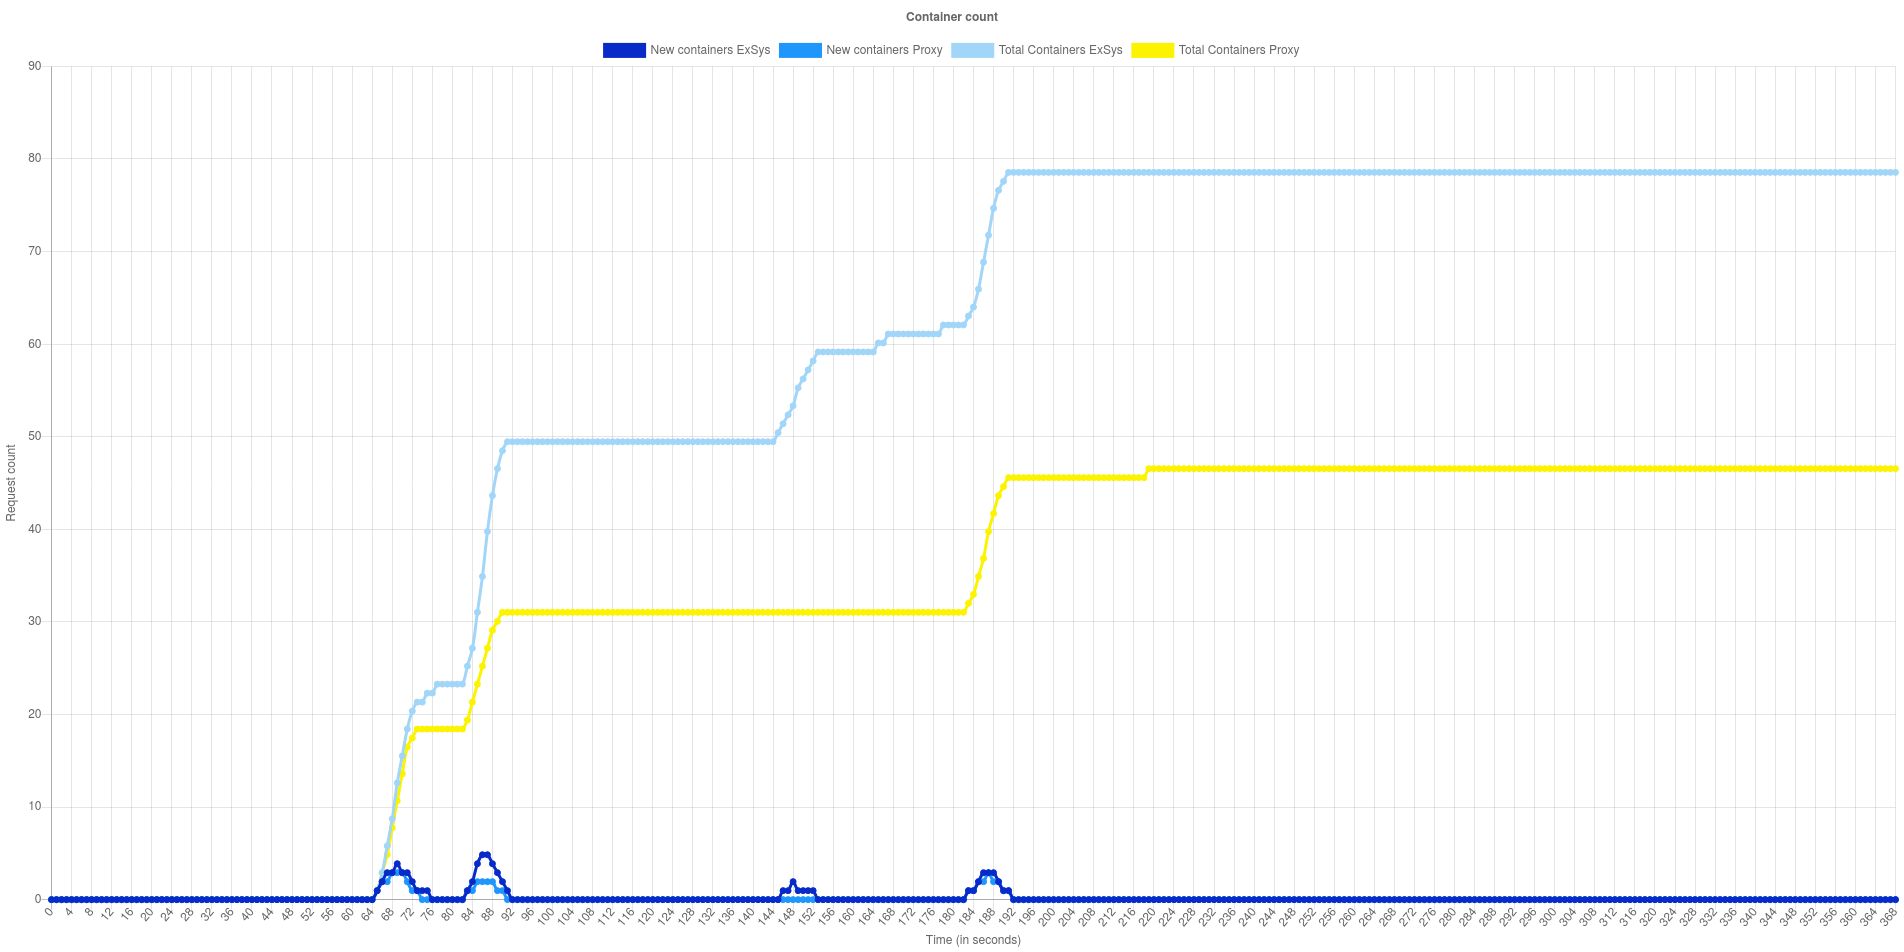 Container count
New containers ExSys New containers Proxy Total Containers ExSys Total Containers Proxy
90
80
70
60
50
40
30
20
10
0
Request count
0 4 8 12 16 20 24 28 32 36 40 44 48 52 56 60 64 68 72 76 80 84 88 92 96 100 104 108 112 116 120 124 128 132 136 140 144 148 152 156 160 164 168 172 176 180 184 188 192 196 200 204 208 212 216 220 224 228 232 236 240 244 248 252 256 260 264 268 272 276 280 284 288 292 296 300 304 308 312 316 320 324 328 332 336 340 344 348 352 356 360 364 368
Time (in seconds)